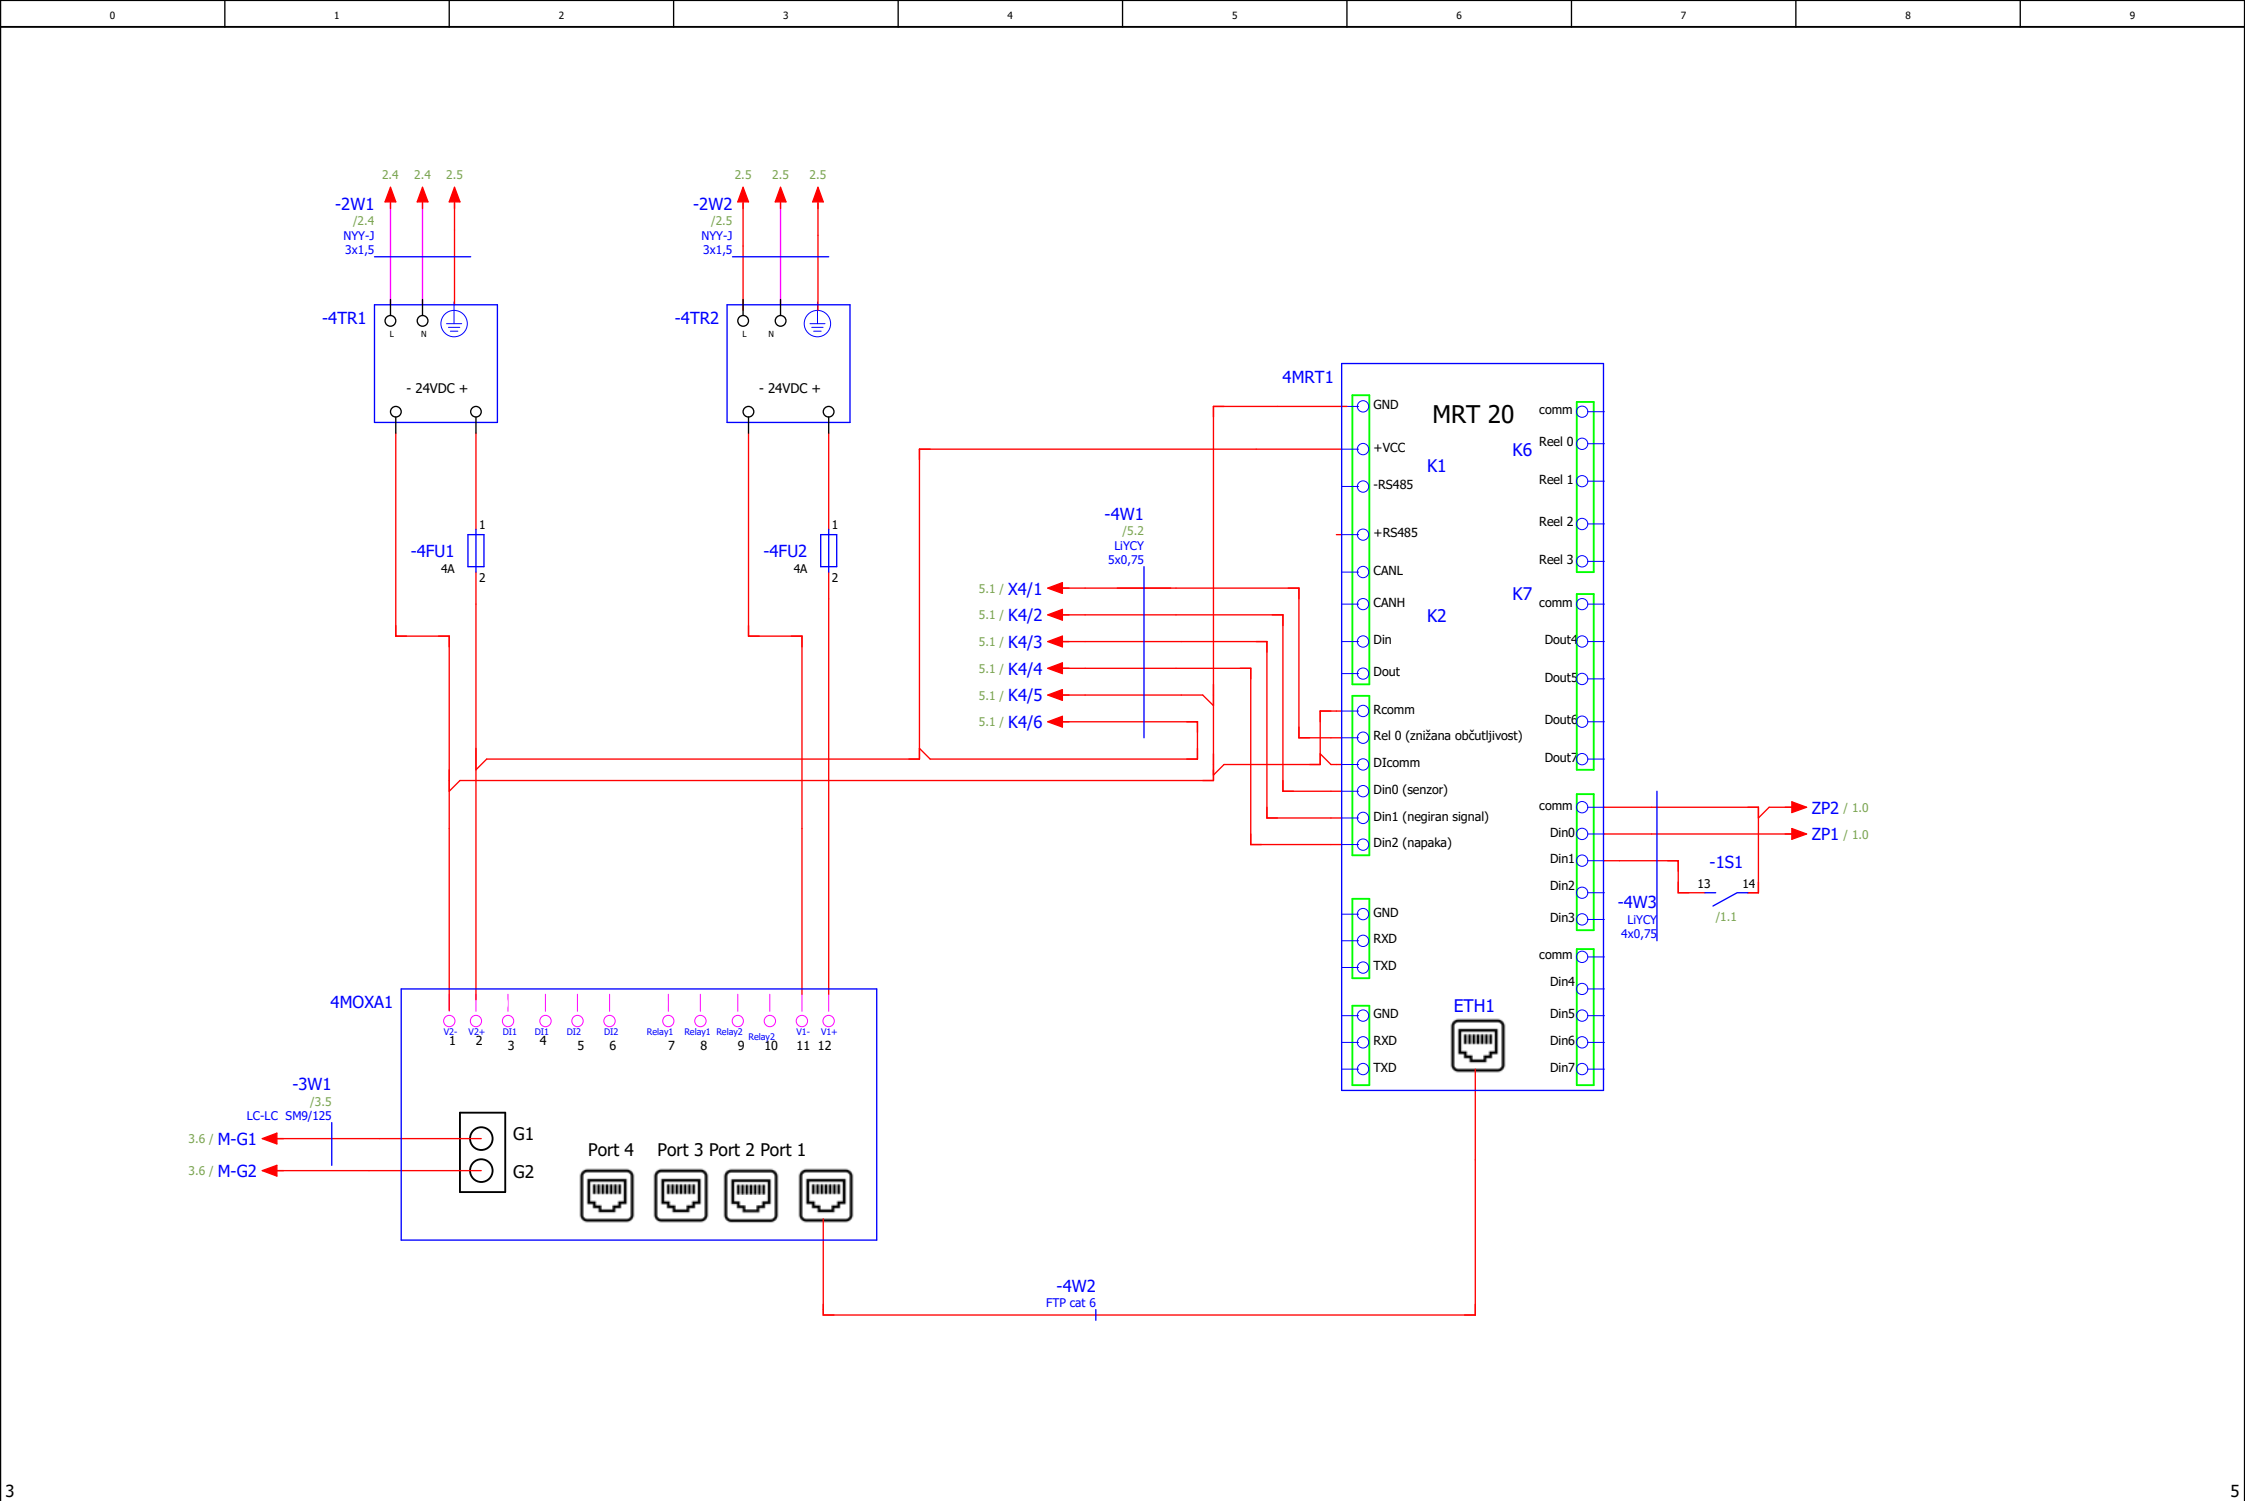 0 1 2 3 4 5 6 7 8 9
2.4 2.4 2.5
-2W1
/2.4
NYY-J
3x1,5
2.5 2.5 2.5
-2W2
/2.5
NYY-J
3x1,5
-4TR1
L N
- 24VDC +
-4TR2
L N
- 24VDC +
1
-4FU1
4A
2
1
-4FU2
4A
2
4MRT1
MRT 20
GND
+VCC
K1
-RS485
+RS485
CANL
CANH
K2
Din
Dout
Rcomm
Rel 0 (znižana občutljivost)
DIcomm
Din0 (senzor)
Din1 (negiran signal)
Din2 (napaka)
GND
RXD
TXD
GND
RXD
TXD
comm
Reel 0
K6
Reel 1
Reel 2
Reel 3
K7
comm
Dout4
Dout5
Dout6
Dout7
comm
Din0
Din1
Din2
Din3
comm
Din4
Din5
Din6
Din7
ETH1
-4W1
/5.2
LiYCY
5x0,75
5.1 / X4/1
5.1 / K4/2
5.1 / K4/3
5.1 / K4/4
5.1 / K4/5
5.1 / K4/6
ZP2 / 1.0
ZP1 / 1.0
-1S1
13 14
/1.1
-4W3
LiYCY
4x0,75
4MOXA1
V2- V2+ DI1 DI1 DI2 DI2 Relay1 Relay1 Relay2 Relay2 V1- V1+
1 2 3 4 5 6 7 8 9 10 11 12
-3W1
/3.5
LC-LC SM9/125
3.6 / M-G1
3.6 / M-G2
G1
G2
Port 4 Port 3 Port 2 Port 1
-4W2
FTP cat 6
3 5